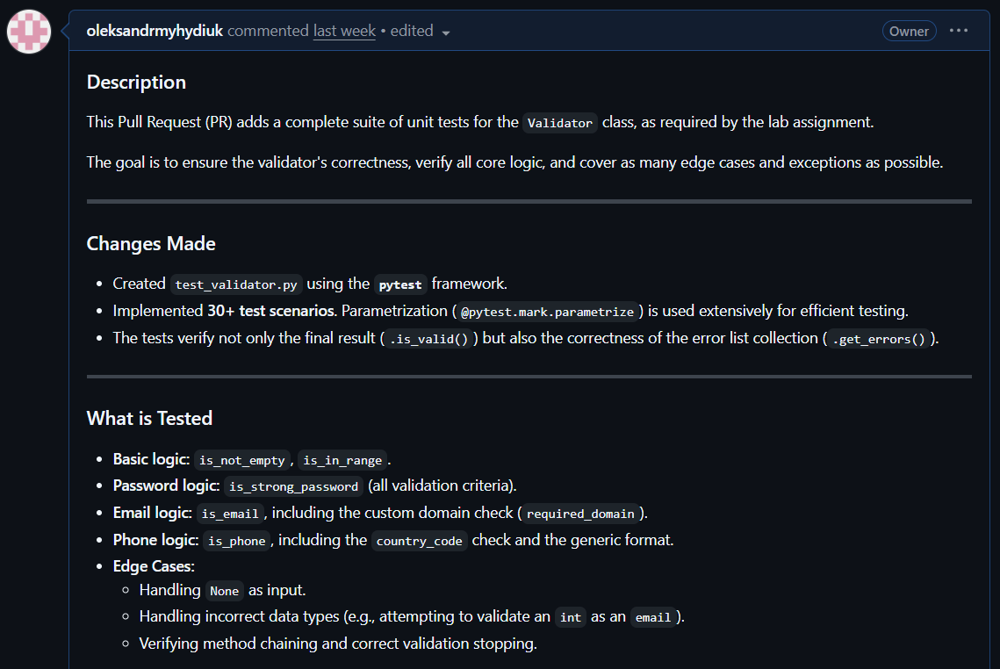 oleksandrmyhydiuk commented last week • edited
Owner
Description
This Pull Request (PR) adds a complete suite of unit tests for the Validator class, as required by the lab assignment.
The goal is to ensure the validator's correctness, verify all core logic, and cover as many edge cases and exceptions as possible.
Changes Made
• Created test_validator.py using the pytest framework.
• Implemented 30+ test scenarios. Parametrization ( @pytest.mark.parametrize ) is used extensively for efficient testing.
• The tests verify not only the final result ( .is_valid() ) but also the correctness of the error list collection ( .get_errors() ).
What is Tested
• Basic logic: is_not_empty , is_in_range .
• Password logic: is_strong_password (all validation criteria).
• Email logic: is_email , including the custom domain check ( required_domain ).
• Phone logic: is_phone , including the country_code check and the generic format.
• Edge Cases:
○ Handling None as input.
○ Handling incorrect data types (e.g., attempting to validate an int as an email ).
○ Verifying method chaining and correct validation stopping.